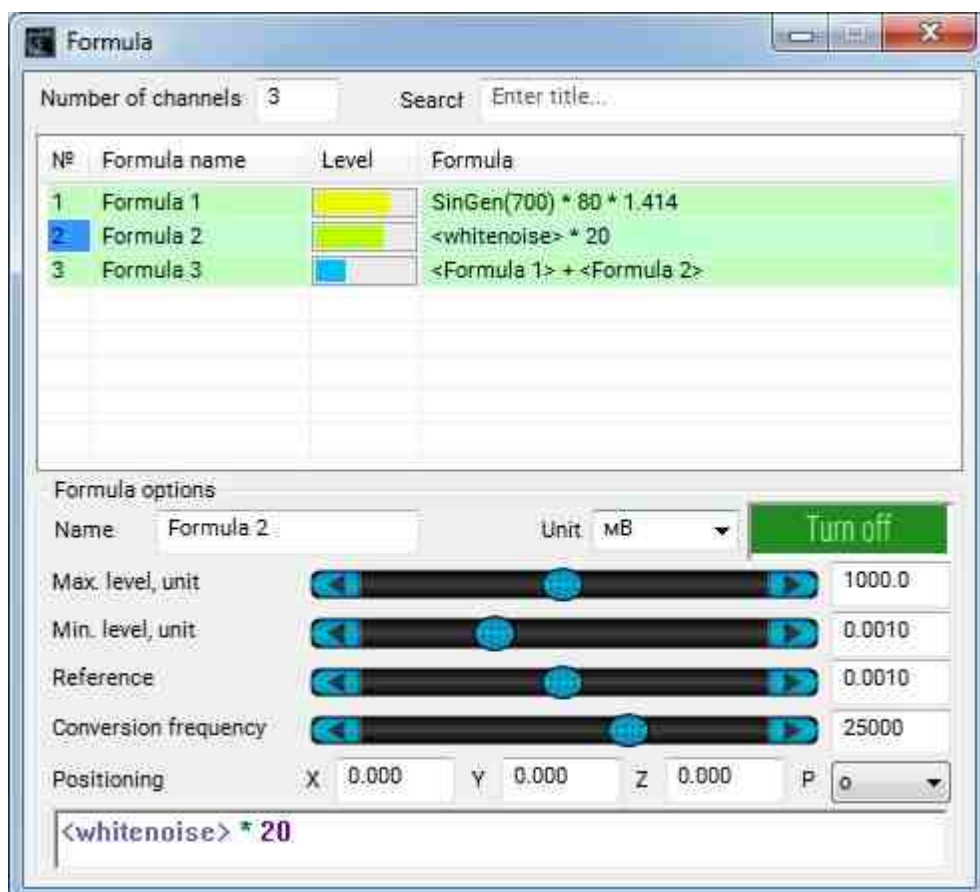 Formula
Number of channels 3 Search Enter title...
№ Formula name Level Formula
1 Formula 1 SinGen(700) * 80 * 1.414
2 Formula 2 <whitenoise> * 20
3 Formula 3 <Formula 1> + <Formula 2>
Formula options
Name Formula 2 Unit мВ Turn off
Max. level, unit 1000.0
Min. level, unit 0.0010
Reference 0.0010
Conversion frequency 25000
Positioning X 0.000 Y 0.000 Z 0.000 P o
<whitenoise> * 20